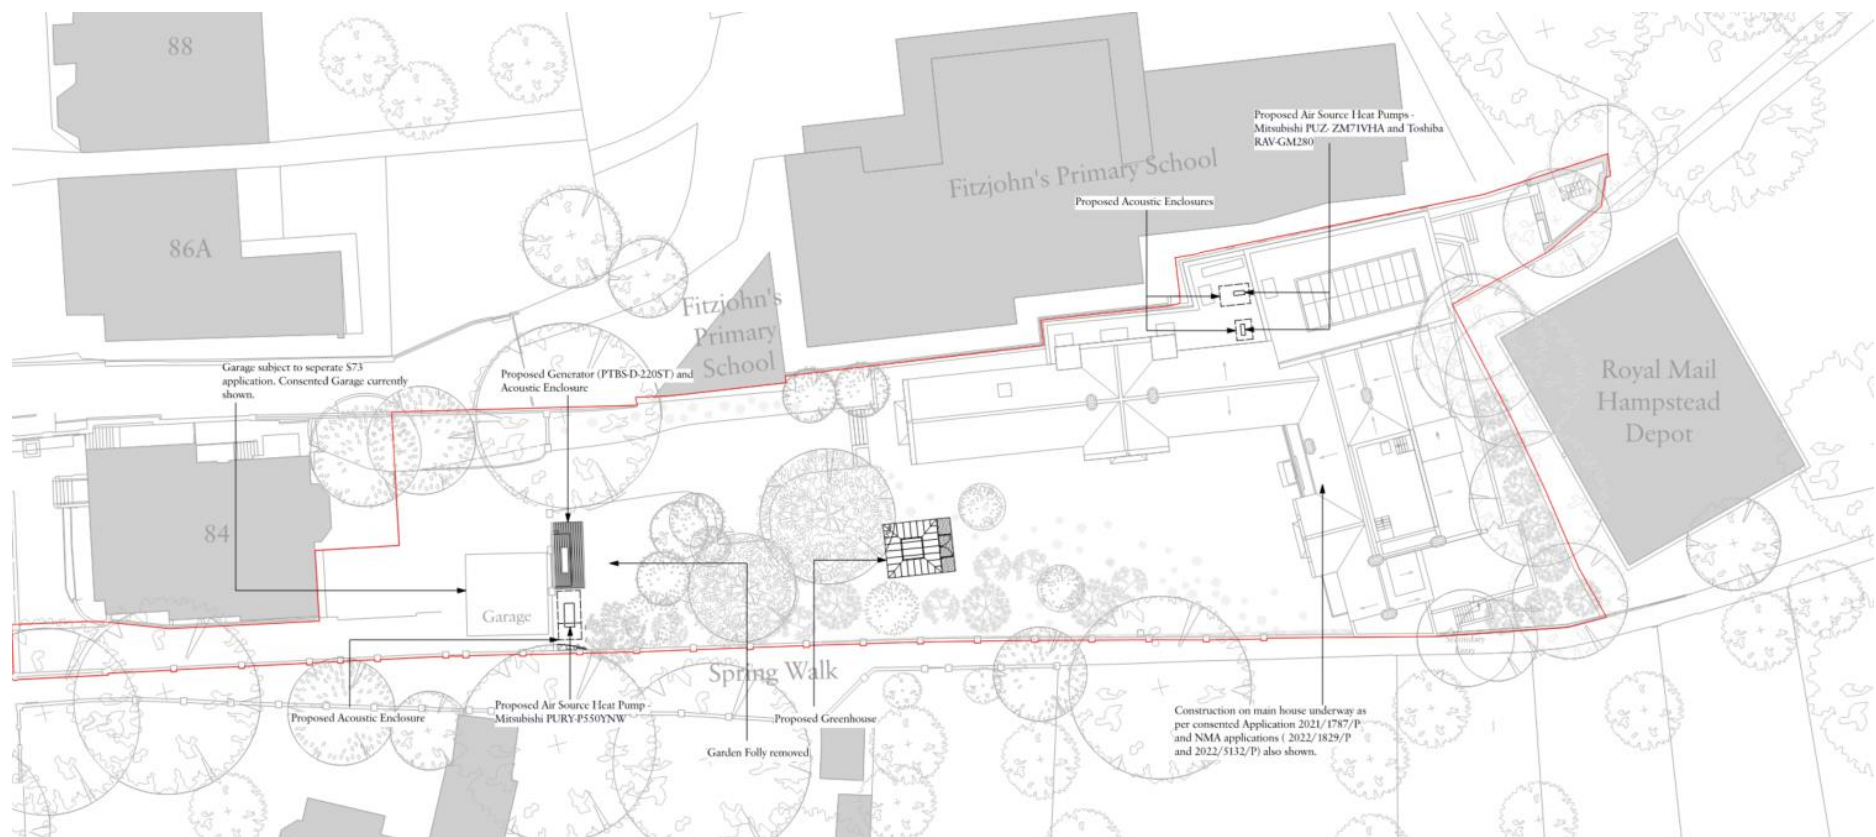 88
Proposed Air Source Heat Pumps -
Mitsubishi PUZ- ZM71VHA and Toshiba
RAV-GM280
Fitzjohn's Primary School
Proposed Acoustic Enclosures
86A
Fitzjohn's
Primary
School
Garage subject to seperate S73
application. Consented Garage currently
shown.
Proposed Generator (PTBS-D-220ST) and
Acoustic Enclosure
Royal Mail
Hampstead
Depot
84
Garage
Secondary
Entry
Spring Walk
Proposed Acoustic Enclosure
Proposed Air Source Heat Pump -
Mitsubishi PURY-P550YNW
Proposed Greenhouse
Garden Folly removed
Construction on main house underway as
per consented Application 2021/1787/P
and NMA applications ( 2022/1829/P
and 2022/5132/P) also shown.